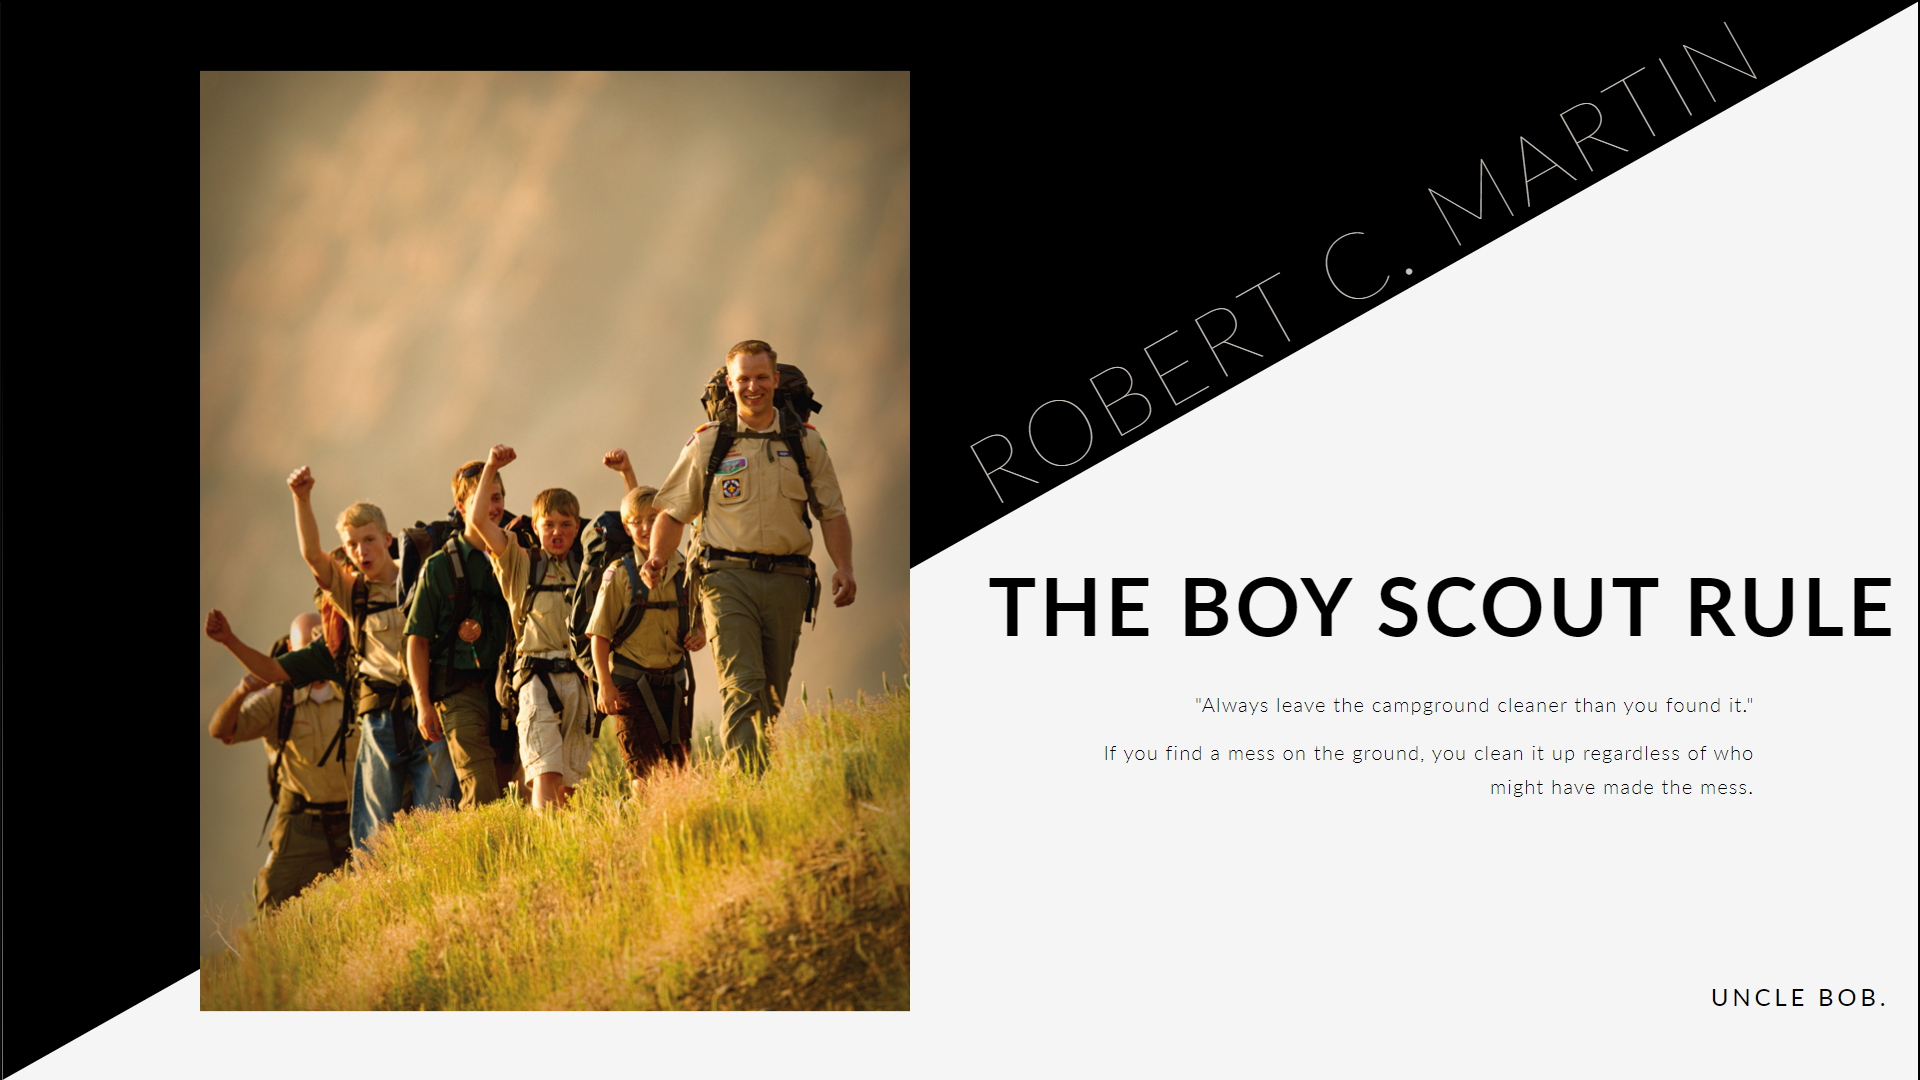 ROBERT C. MARTIN
THE BOY SCOUT RULE
"Always leave the campground cleaner than you found it."
If you find a mess on the ground, you clean it up regardless of who
might have made the mess.
UNCLE BOB.